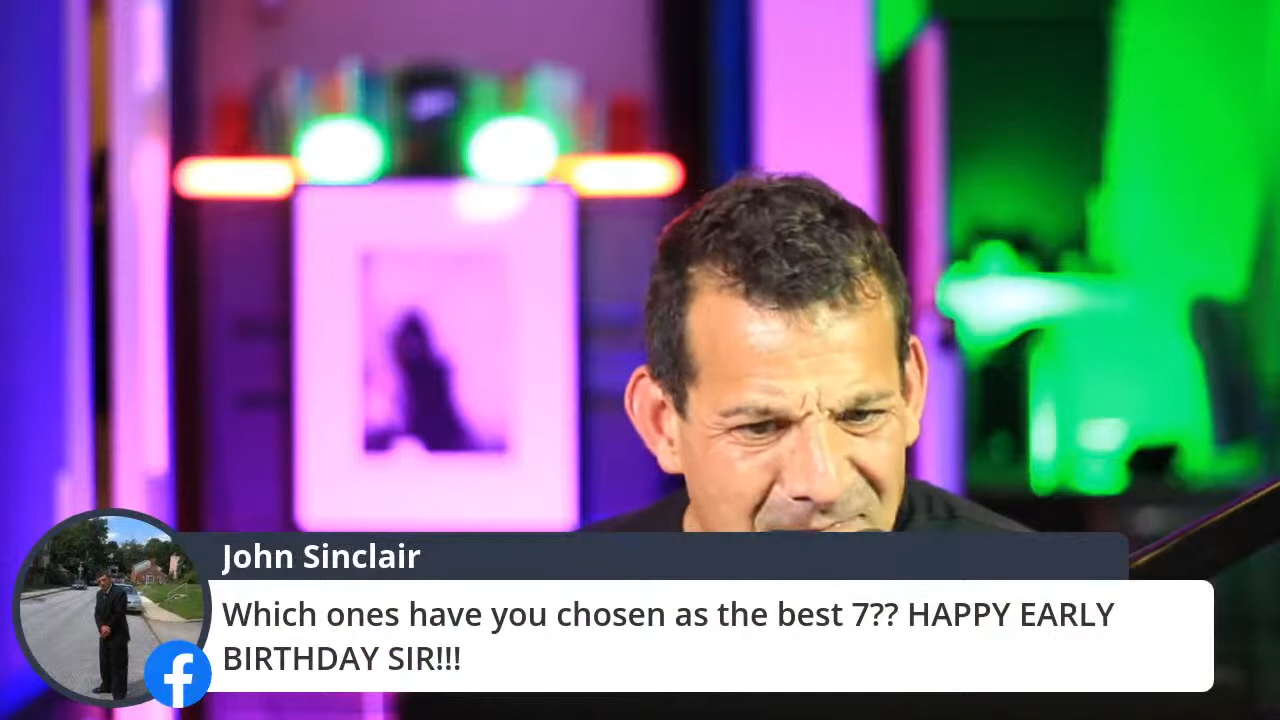 John Sinclair
Which ones have you chosen as the best 7?? HAPPY EARLY
BIRTHDAY SIR!!!